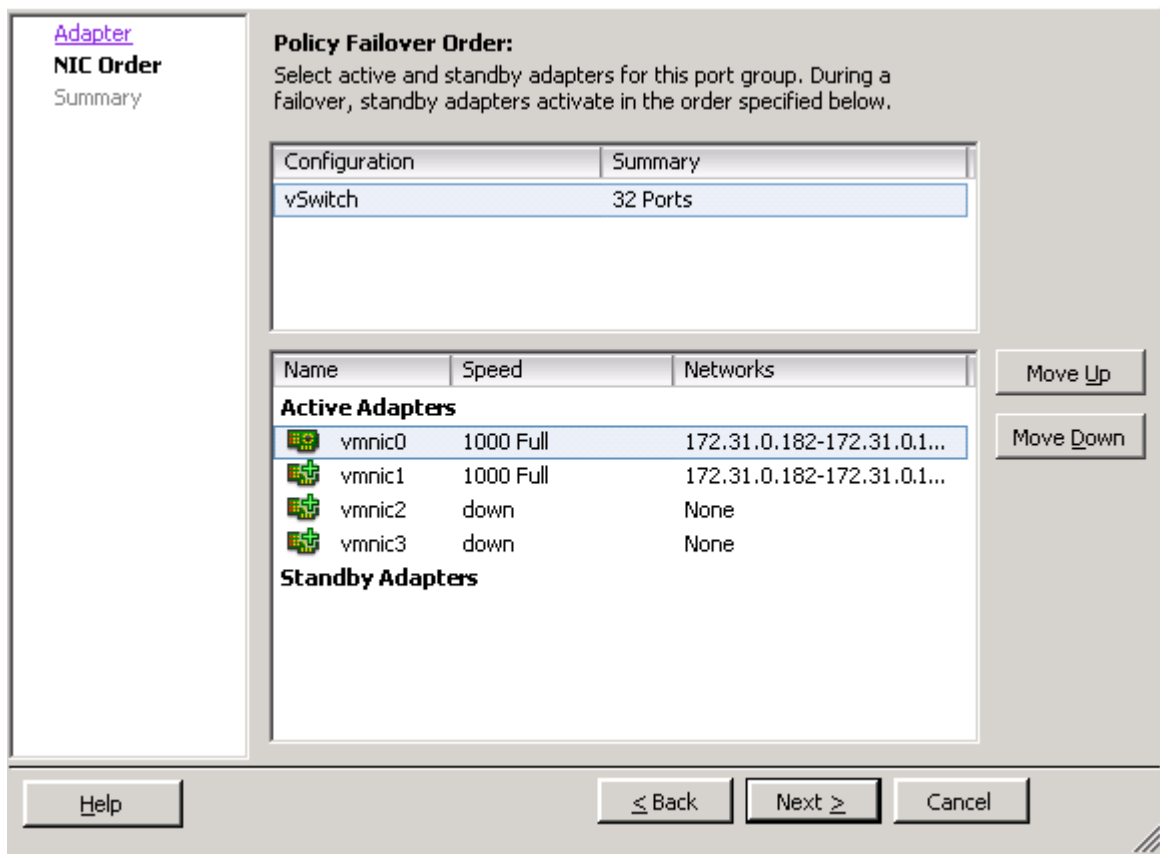 Adapter
NIC Order
Summary
Policy Failover Order:
Select active and standby adapters for this port group. During a
failover, standby adapters activate in the order specified below.
Configuration Summary
vSwitch 32 Ports
Name Speed Networks
Active Adapters
vmnic0 1000 Full 172.31.0.182-172.31.0.1...
vmnic1 1000 Full 172.31.0.182-172.31.0.1...
vmnic2 down None
vmnic3 down None
Standby Adapters
Move Up
Move Down
Help
< Back
Next >
Cancel